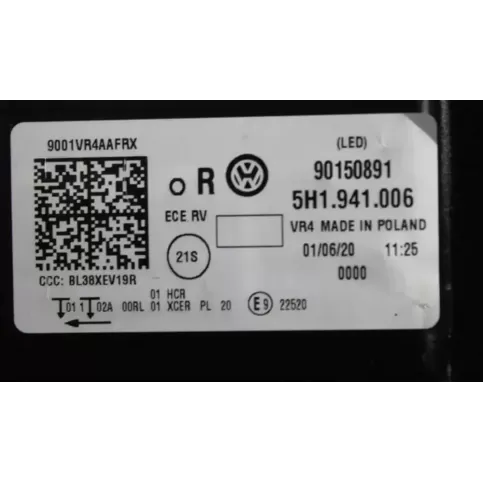 9001VR4AAFRX
CCC: BL38XEV19R
R
ECE RV
21S
(LED)
90150891
5H1.941.006
VR4 MADE IN POLAND
01/06/20 11:25
0000
01 HCR
01 1 02A 00RL 01 XCER PL 20 E9 22520